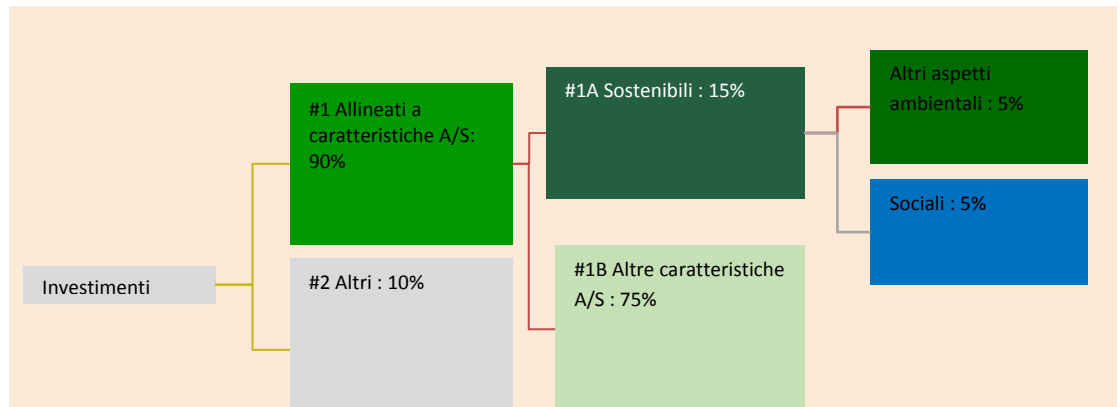 Investimenti
#1 Allineati a
caratteristiche A/S:
90%
#2 Altri : 10%
#1A Sostenibili : 15%
#1B Altre caratteristiche
A/S : 75%
Altri aspetti
ambientali : 5%
Sociali : 5%